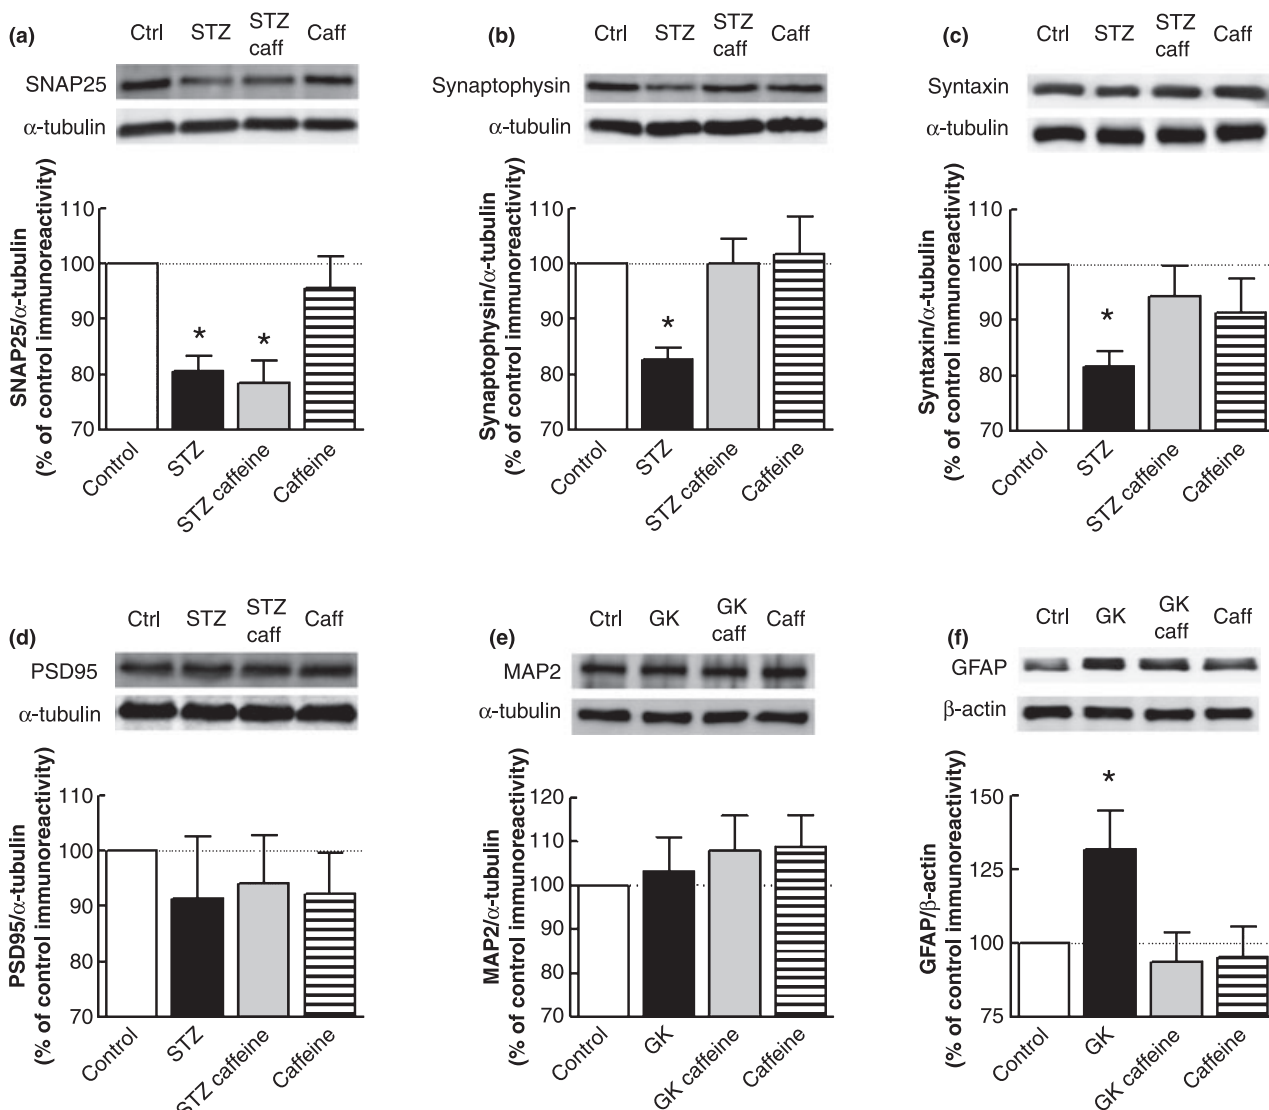 (a)
Ctrl STZ STZ caff Caff
SNAP25
α-tubulin
SNAP25/α-tubulin
(% of control immunoreactivity)
110
100
90
80
70
* *
Control STZ STZ caffeine Caffeine
(b)
Ctrl STZ STZ caff Caff
Synaptophysin
α-tubulin
Synaptophysin/α-tubulin
(% of control immunoreactivity)
110
100
90
80
70
*
Control STZ STZ caffeine Caffeine
(c)
Ctrl STZ STZ caff Caff
Syntaxin
α-tubulin
Syntaxin/α-tubulin
(% of control immunoreactivity)
110
100
90
80
70
*
Control STZ STZ caffeine Caffeine
(d)
Ctrl STZ STZ caff Caff
PSD95
α-tubulin
PSD95/α-tubulin
(% of control immunoreactivity)
110
100
90
80
70
Control STZ STZ caffeine Caffeine
(e)
Ctrl GK GK caff Caff
MAP2
α-tubulin
MAP2/α-tubulin
(% of control immunoreactivity)
120
110
100
90
80
70
Control GK GK caffeine Caffeine
(f)
Ctrl GK GK caff Caff
GFAP
β-actin
GFAP/β-actin
(% of control immunoreactivity)
150
125
100
75
*
Control GK GK caffeine Caffeine